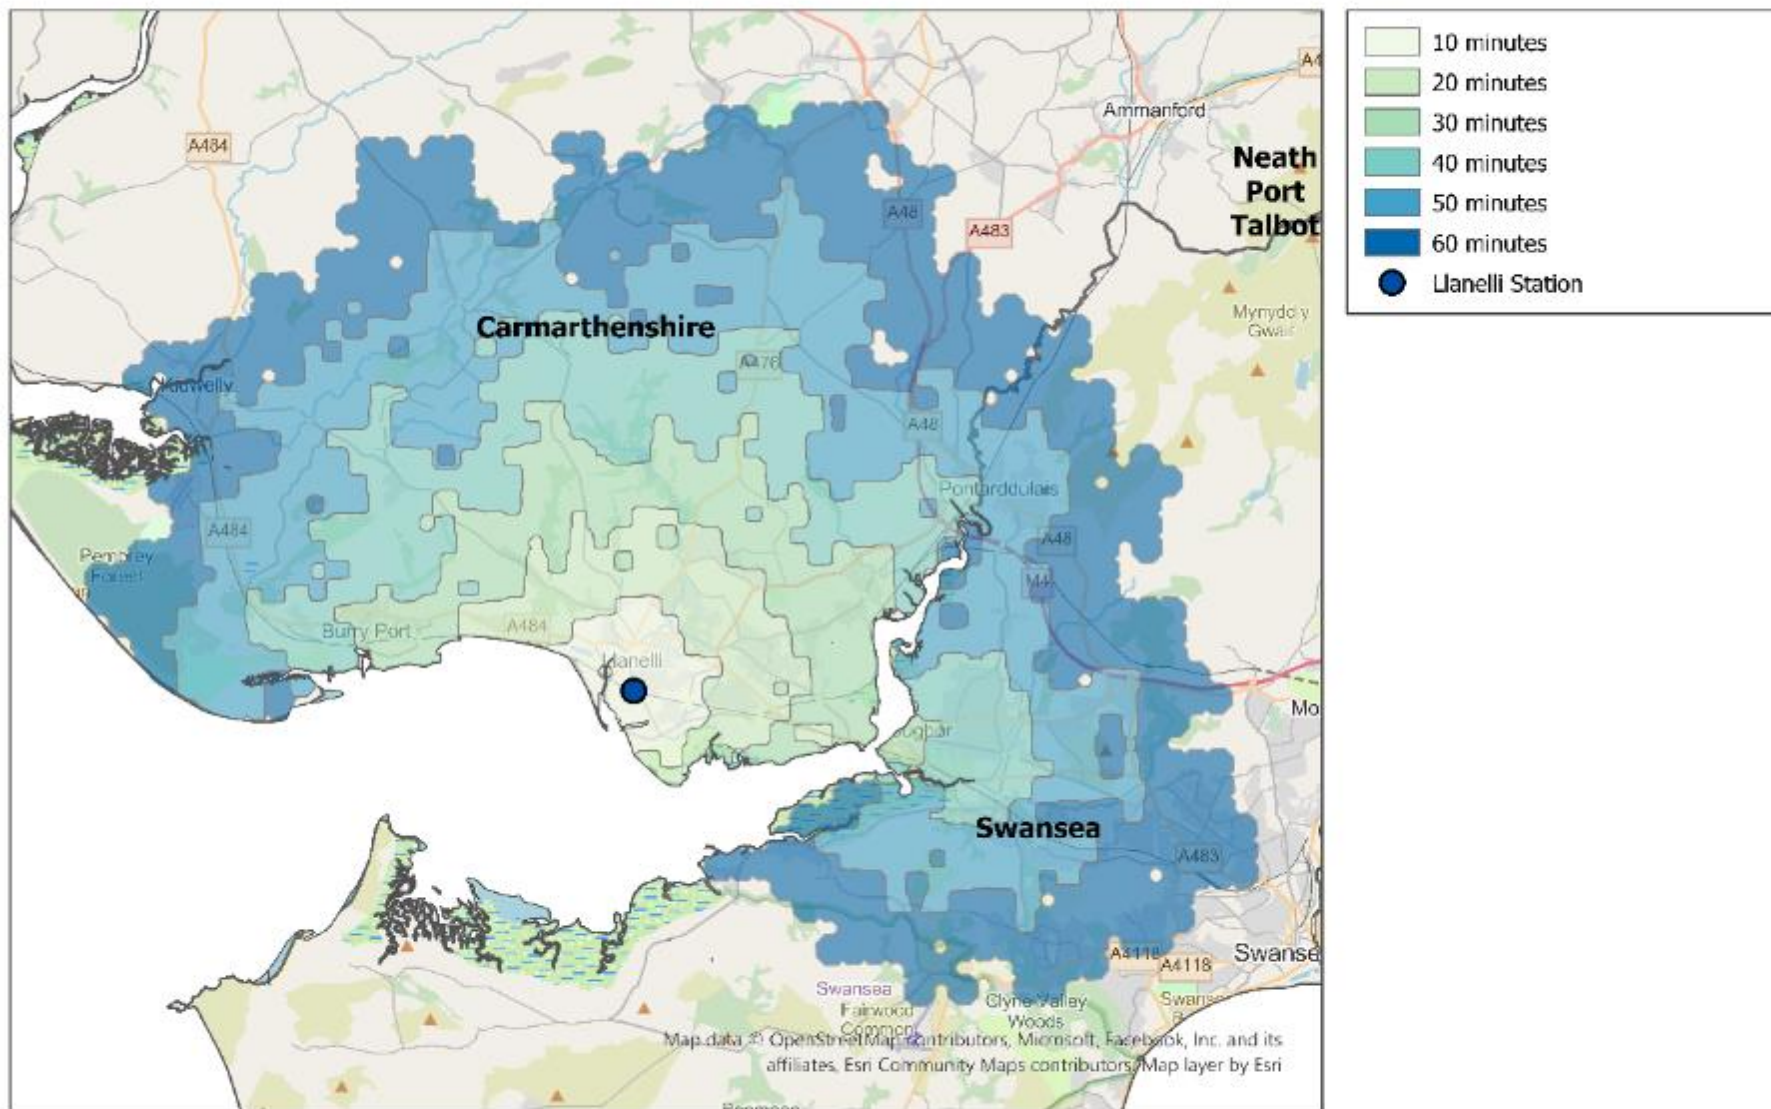 10 minutes
20 minutes
30 minutes
40 minutes
50 minutes
60 minutes
Llanelli Station
A484
Ammanford
Neath
Port
Talbot
A48
A483
Mynydd y
Gwair
Carmarthenshire
A476
Kidwelly
A48
Pontarddulais
A484
A48
Pembrey
Forest
M4
Burry Port
A484
Llanelli
Mo
Swansea
A483
A4118
A4118
Swanse
Swansea
Fairwood
Common
Clyne Valley
Woods
Map data © OpenStreetMap contributors, Microsoft, Facebook, Inc. and its
affiliates, Esri Community Maps contributors, Map layer by Esri